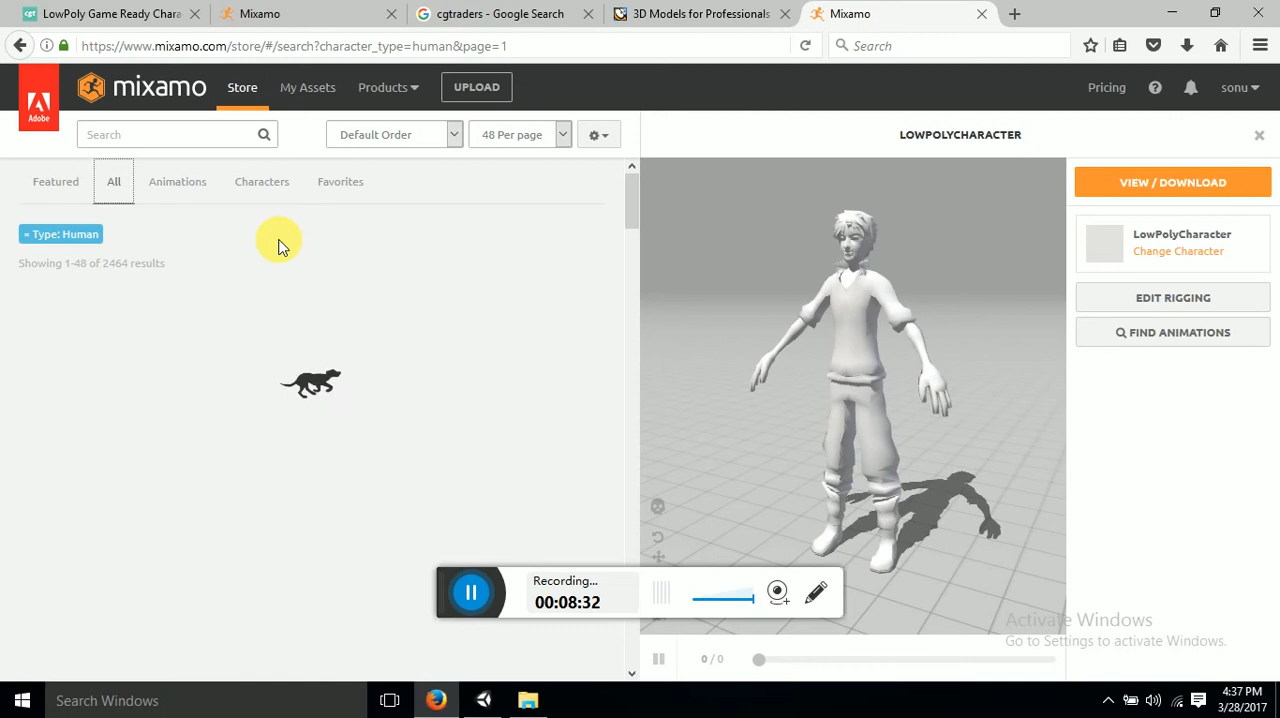 LowPoly Game Ready Chara
Mixamo
cgtraders - Google Search
3D Models for Professionals
Mixamo
https://www.mixamo.com/store/#/search?character_type=human&page=1
Search
Adobe
mixamo
Store
My Assets
Products
UPLOAD
Pricing
sonu
Search
Default Order
48 Per page
LOWPOLYCHARACTER
Featured
All
Animations
Characters
Favorites
VIEW / DOWNLOAD
× Type: Human
LowPolyCharacter
Change Character
Showing 1-48 of 2464 results
EDIT RIGGING
FIND ANIMATIONS
Recording...
00:08:32
Activate Windows
Go to Settings to activate Windows.
0 / 0
Search Windows
4:37 PM
3/28/2017